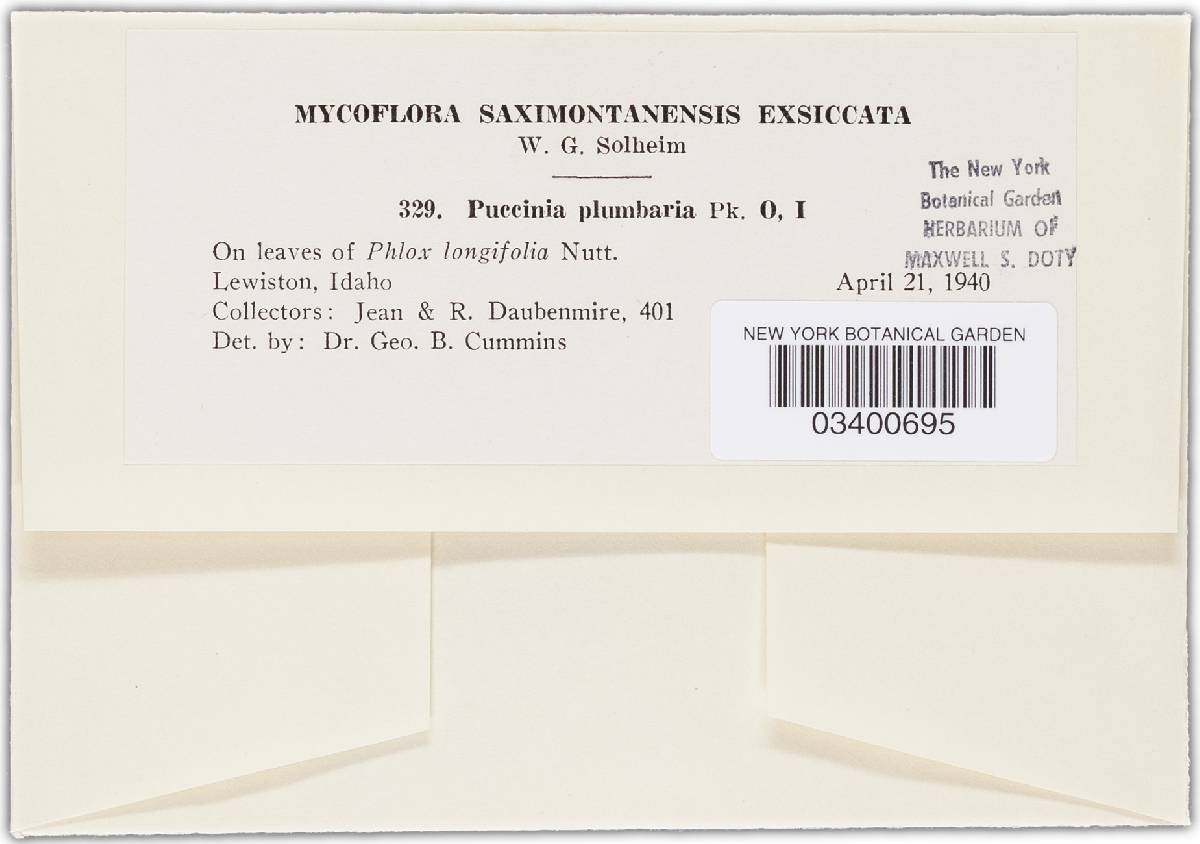 MYCOFLORA SAXIMONTANENSIS EXSICCATA
W. G. Solheim
329. Puccinia plumbaria Pk. O, I
The New York
Botanical Garden
HERBARIUM OF
MAXWELL S. DOTY
On leaves of Phlox longifolia Nutt.
Lewiston, Idaho April 21, 1940
Collectors: Jean & R. Daubenmire, 401
Det. by: Dr. Geo. B. Cummins
NEW YORK BOTANICAL GARDEN
03400695